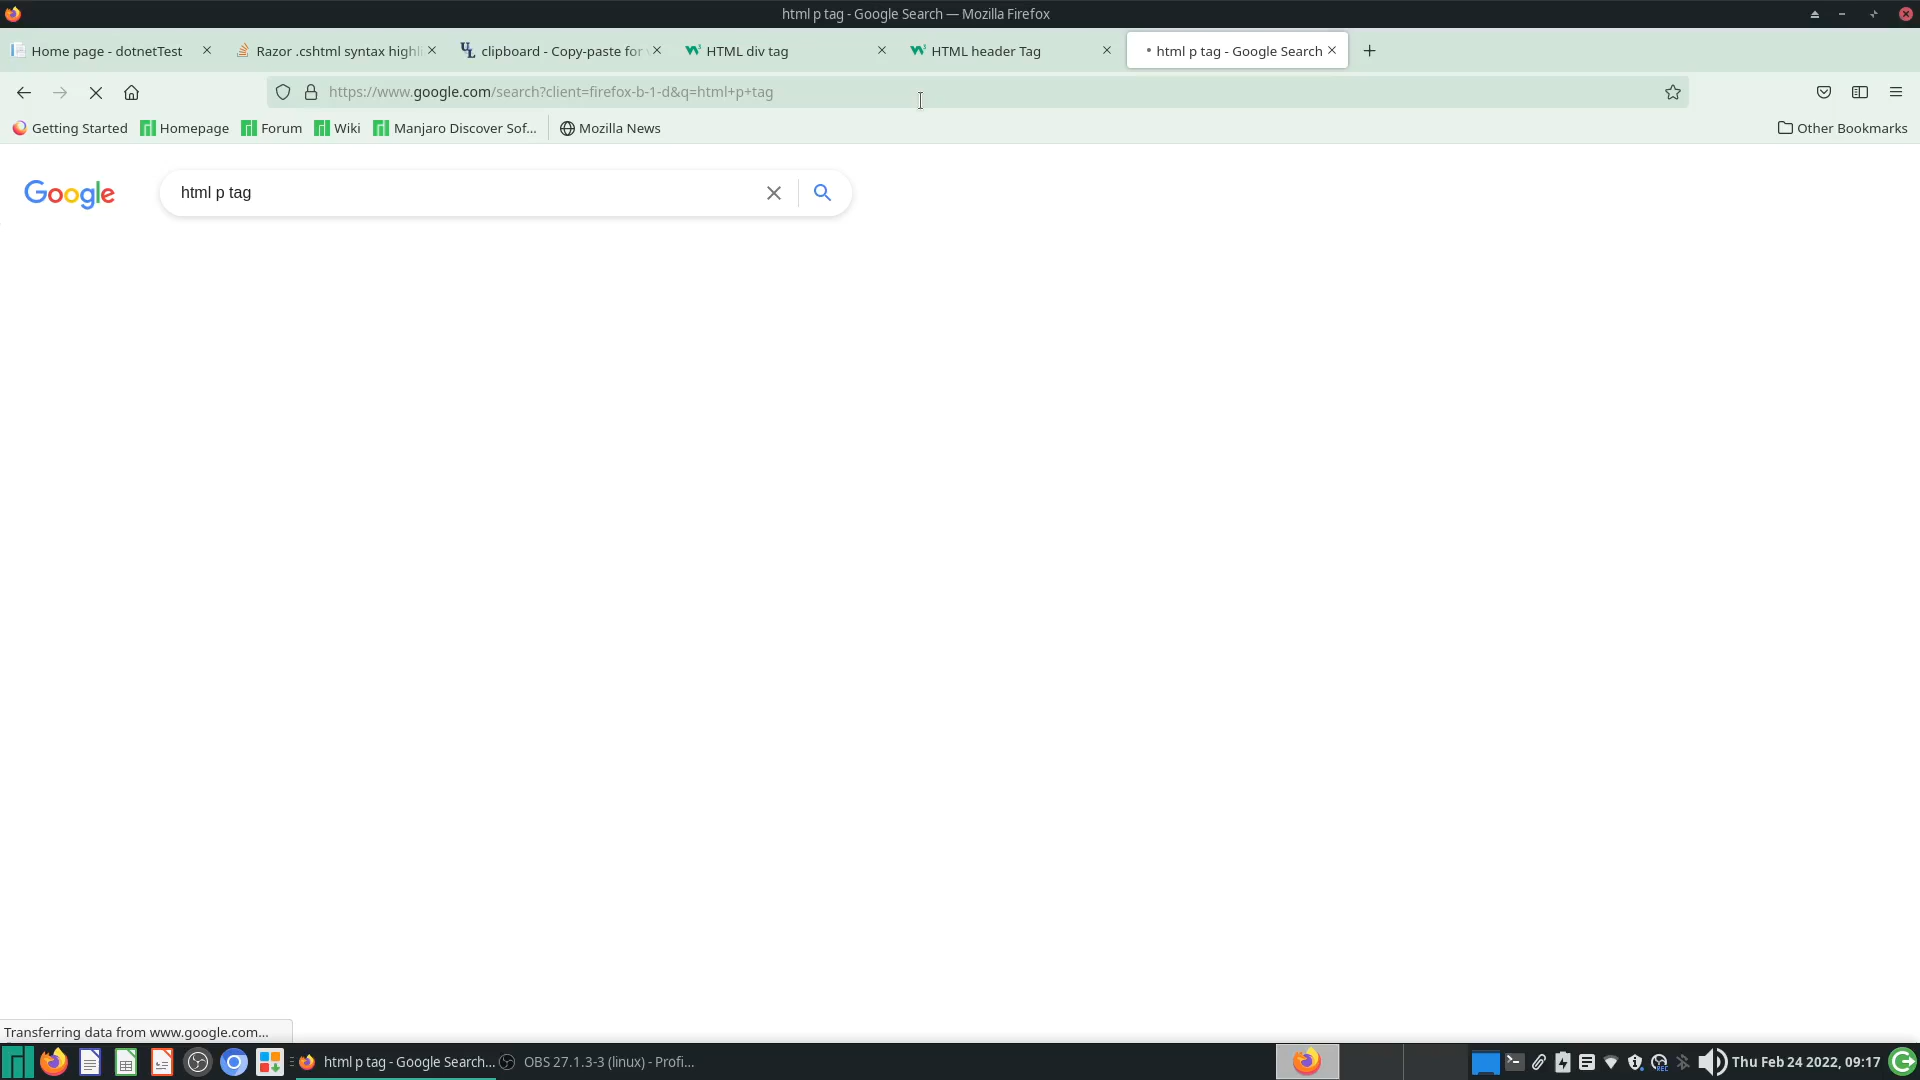 html p tag - Google Search — Mozilla Firefox
Home page - dotnetTest
Razor .cshtml syntax highli
clipboard - Copy-paste for
HTML div tag
HTML header Tag
html p tag - Google Search
https://www.google.com/search?client=firefox-b-1-d&q=html+p+tag
Getting Started
Homepage
Forum
Wiki
Manjaro Discover Sof...
Mozilla News
Other Bookmarks
Google
html p tag
Transferring data from www.google.com...
html p tag - Google Search...
OBS 27.1.3-3 (linux) - Profi...
REC
Thu Feb 24 2022, 09:17